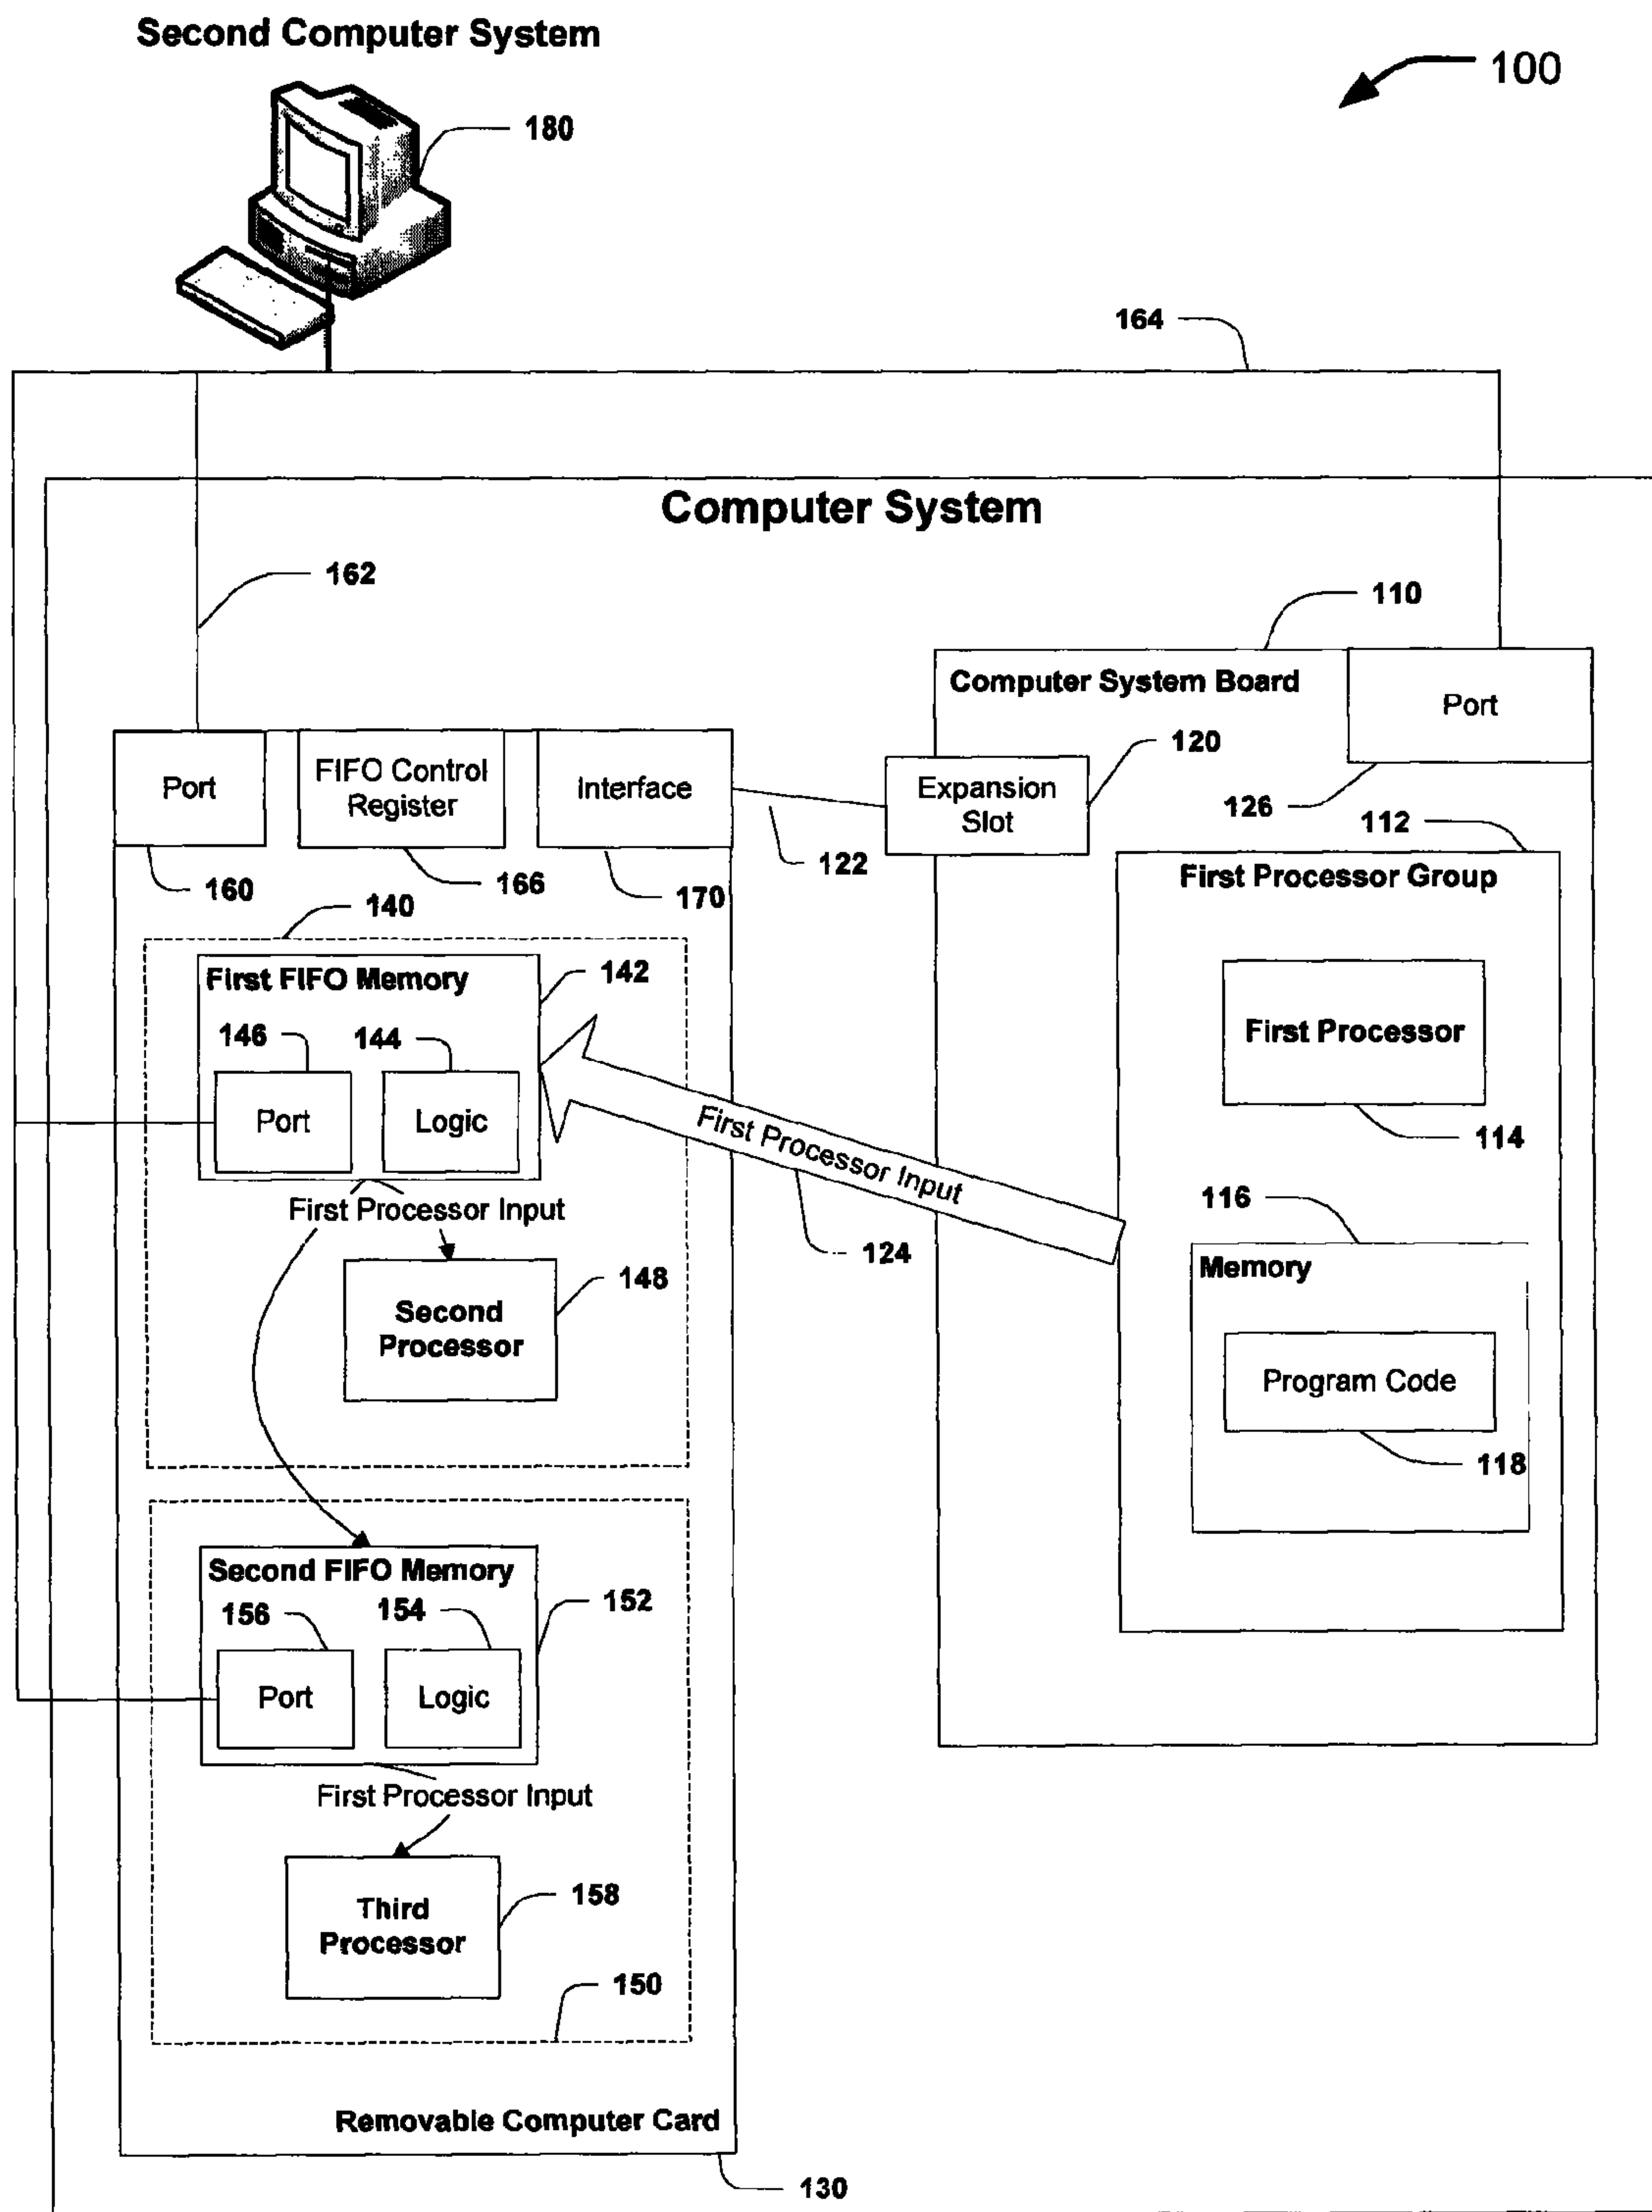 Second Computer System
100
180
164
Computer System
162
110
Computer System Board
Port
120
Port
FIFO Control
Register
Interface
Expansion
Slot
126
112
122
160
166
170
First Processor Group
140
First FIFO Memory
142
146
144
First Processor
Port
Logic
First Processor Input
114
First Processor Input
116
124
Memory
148
Second
Processor
Program Code
118
Second FIFO Memory
156
154
152
Port
Logic
First Processor Input
158
Third
Processor
150
Removable Computer Card
130